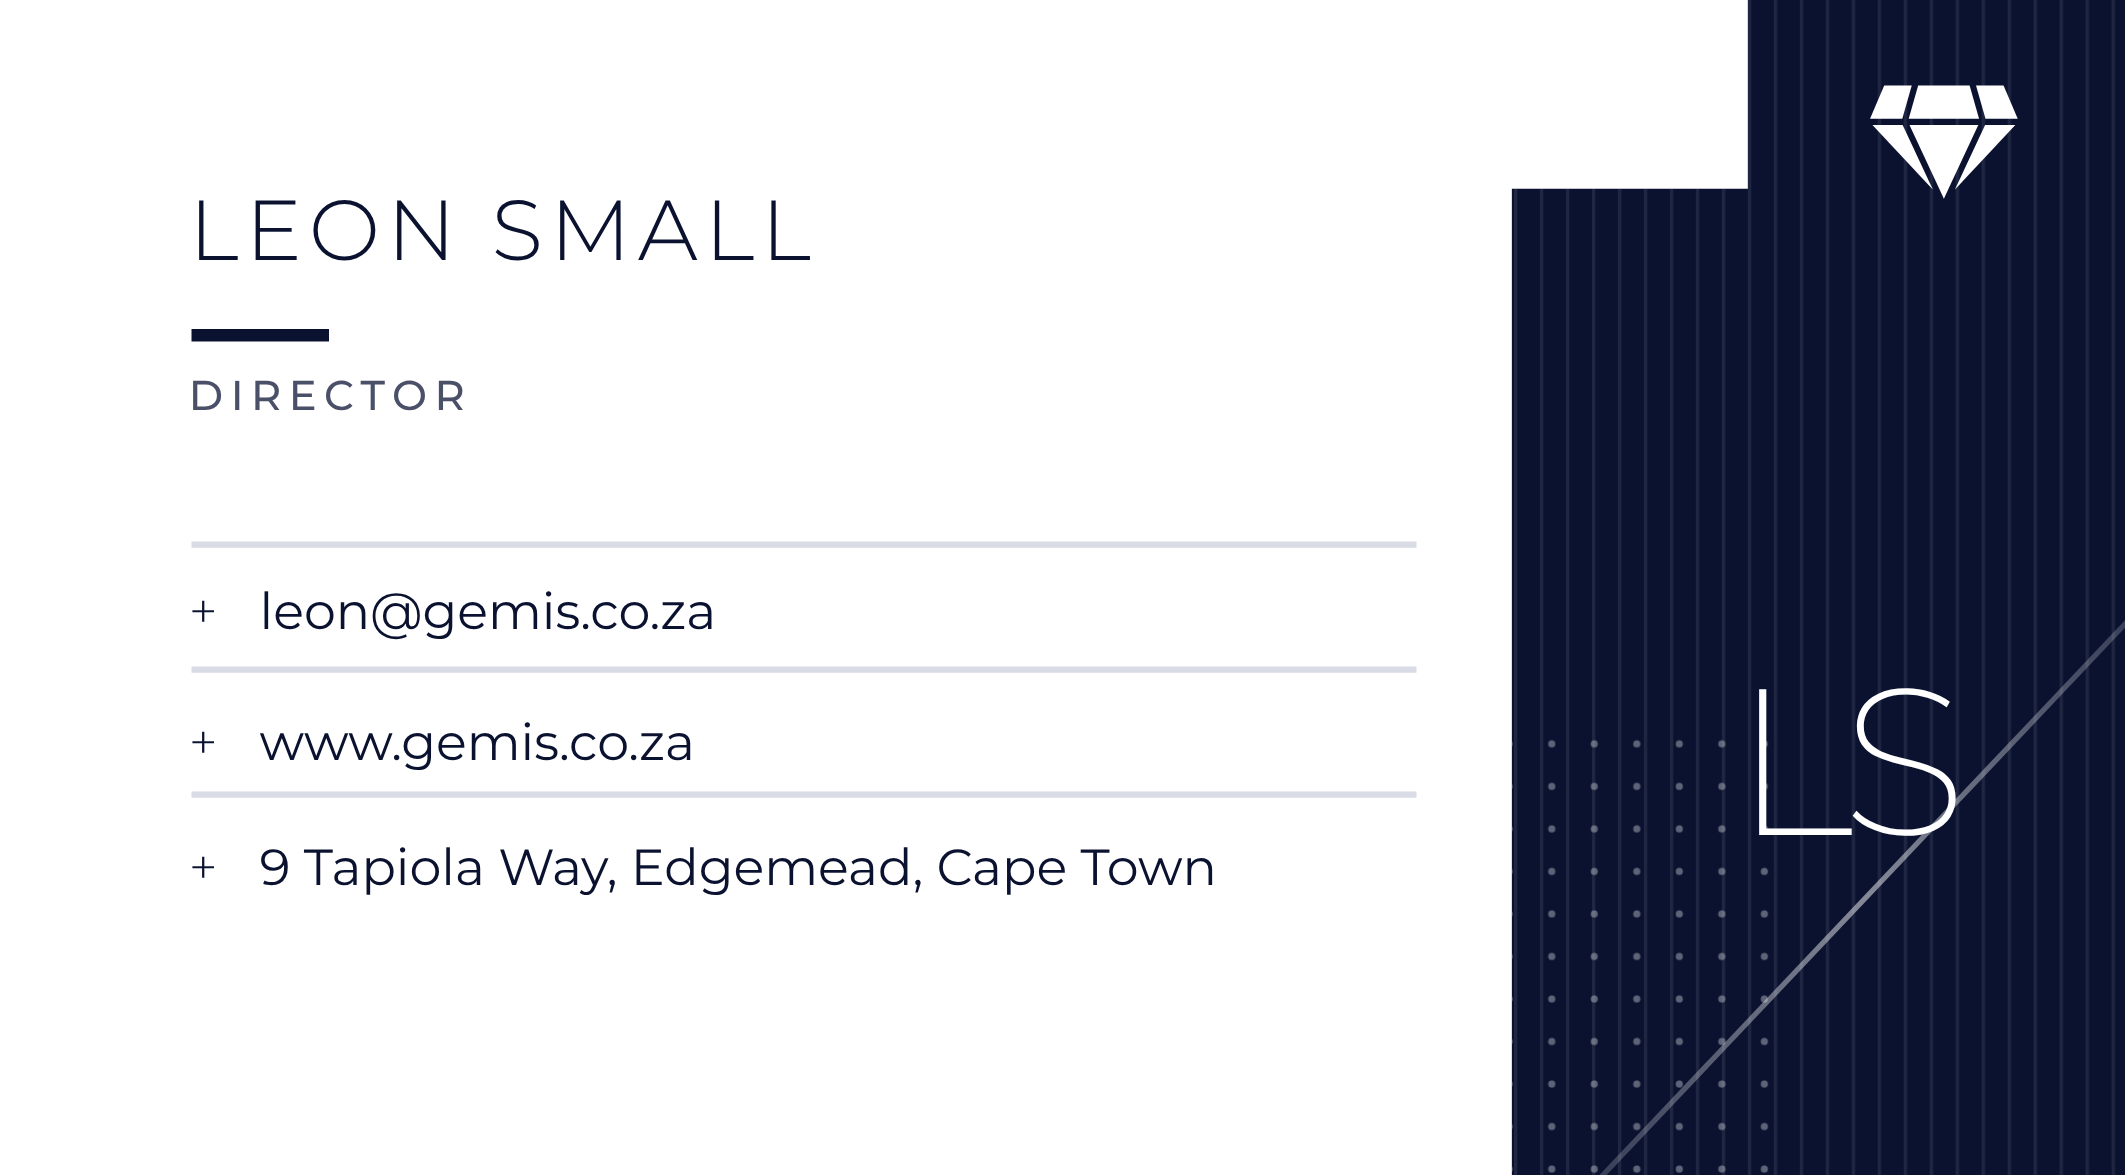 LEON SMALL
DIRECTOR
+ leon@gemis.co.za
+ www.gemis.co.za
+ 9 Tapiola Way, Edgemead, Cape Town
LS